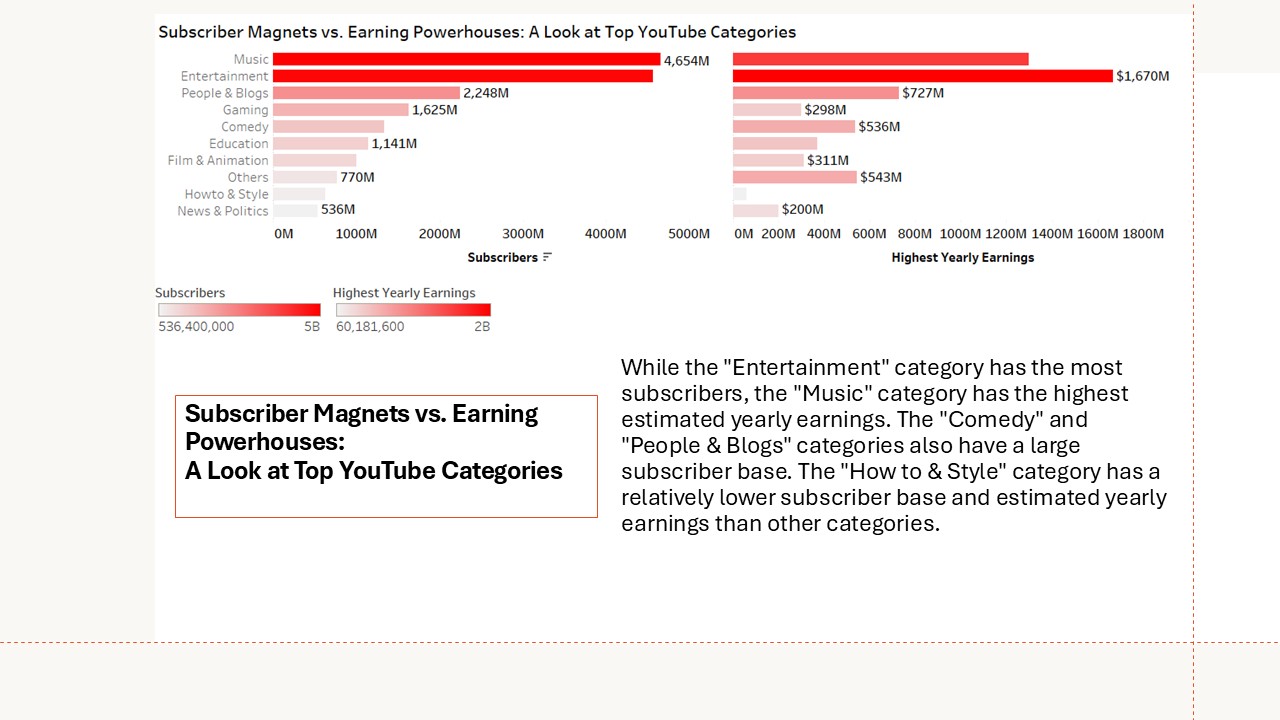 Subscriber Magnets vs. Earning Powerhouses: A Look at Top YouTube Categories
Music 4,654M
Entertainment $1,670M
People & Blogs 2,248M $727M
Gaming 1,625M $298M
Comedy $536M
Education 1,141M
Film & Animation $311M
Others 770M $543M
Howto & Style
News & Politics 536M $200M
0M 1000M 2000M 3000M 4000M 5000M 0M 200M 400M 600M 800M 1000M 1200M 1400M 1600M 1800M
Subscribers Highest Yearly Earnings
Subscribers Highest Yearly Earnings
536,400,000 5B 60,181,600 2B
Subscriber Magnets vs. Earning
Powerhouses:
A Look at Top YouTube Categories
While the "Entertainment" category has the most
subscribers, the "Music" category has the highest
estimated yearly earnings. The "Comedy" and
"People & Blogs" categories also have a large
subscriber base. The "How to & Style" category has a
relatively lower subscriber base and estimated yearly
earnings than other categories.